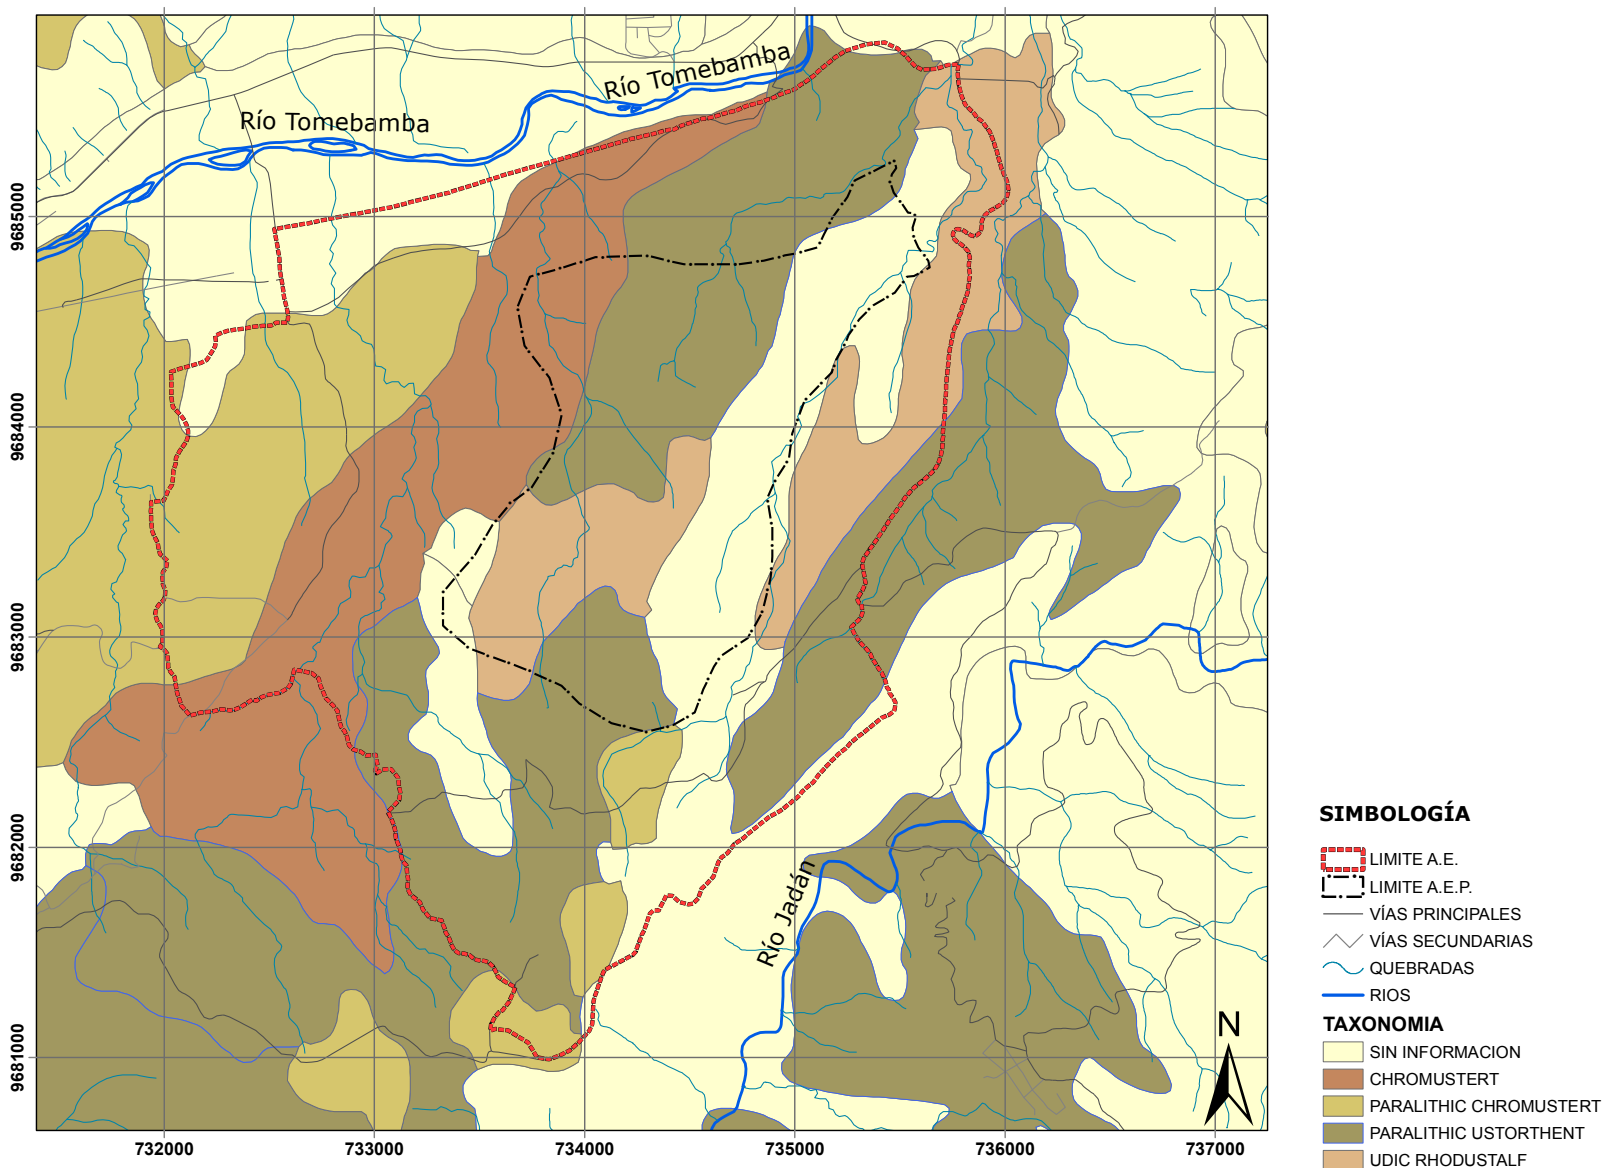 Río Tomebamba
Río Tomebamba
Río Jadán
9685000
9684000
9683000
9682000
9681000
732000
733000
734000
735000
736000
737000
N
SIMBOLOGÍA
LIMITE A.E.
LIMITE A.E.P.
VÍAS PRINCIPALES
VÍAS SECUNDARIAS
QUEBRADAS
RIOS
TAXONOMIA
SIN INFORMACION
CHROMUSTERT
PARALITHIC CHROMUSTERT
PARALITHIC USTORTHENT
UDIC RHODUSTALF